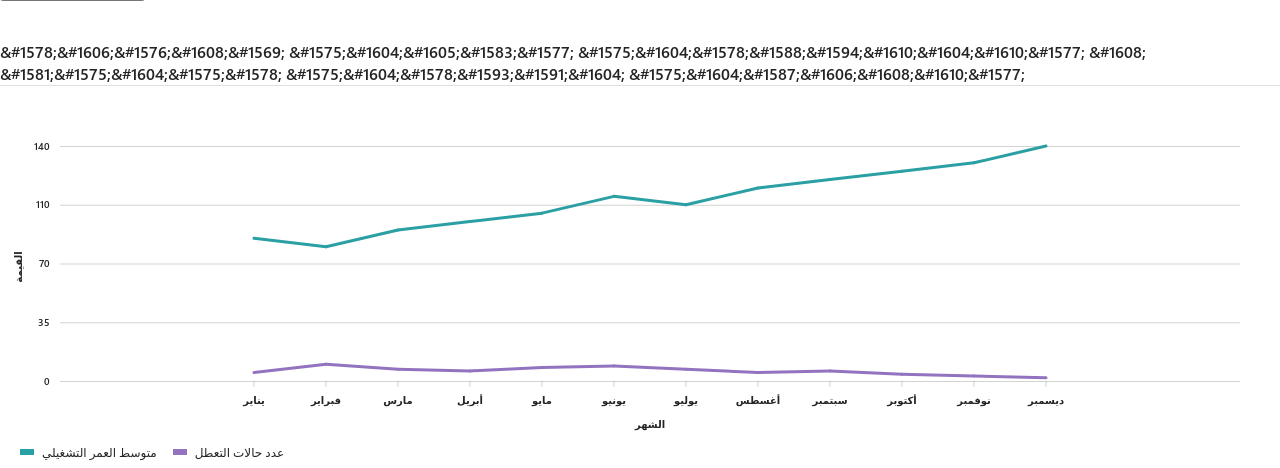 &#1578;&#1606;&#1576;&#1608;&#1569; &#1575;&#1604;&#1605;&#1583;&#1577; &#1575;&#1604;&#1578;&#1588;&#1594;&#1610;&#1604;&#1610;&#1577; &#1608;
&#1581;&#1575;&#1604;&#1575;&#1578; &#1575;&#1604;&#1578;&#1593;&#1591;&#1604; &#1575;&#1604;&#1587;&#1606;&#1608;&#1610;&#1577;
140
110
70
35
0
القيمة
يناير فبراير مارس أبريل مايو يونيو يوليو أغسطس سبتمبر أكتوبر نوفمبر ديسمبر
الشهر
متوسط العمر التشغيلي
عدد حالات التعطل